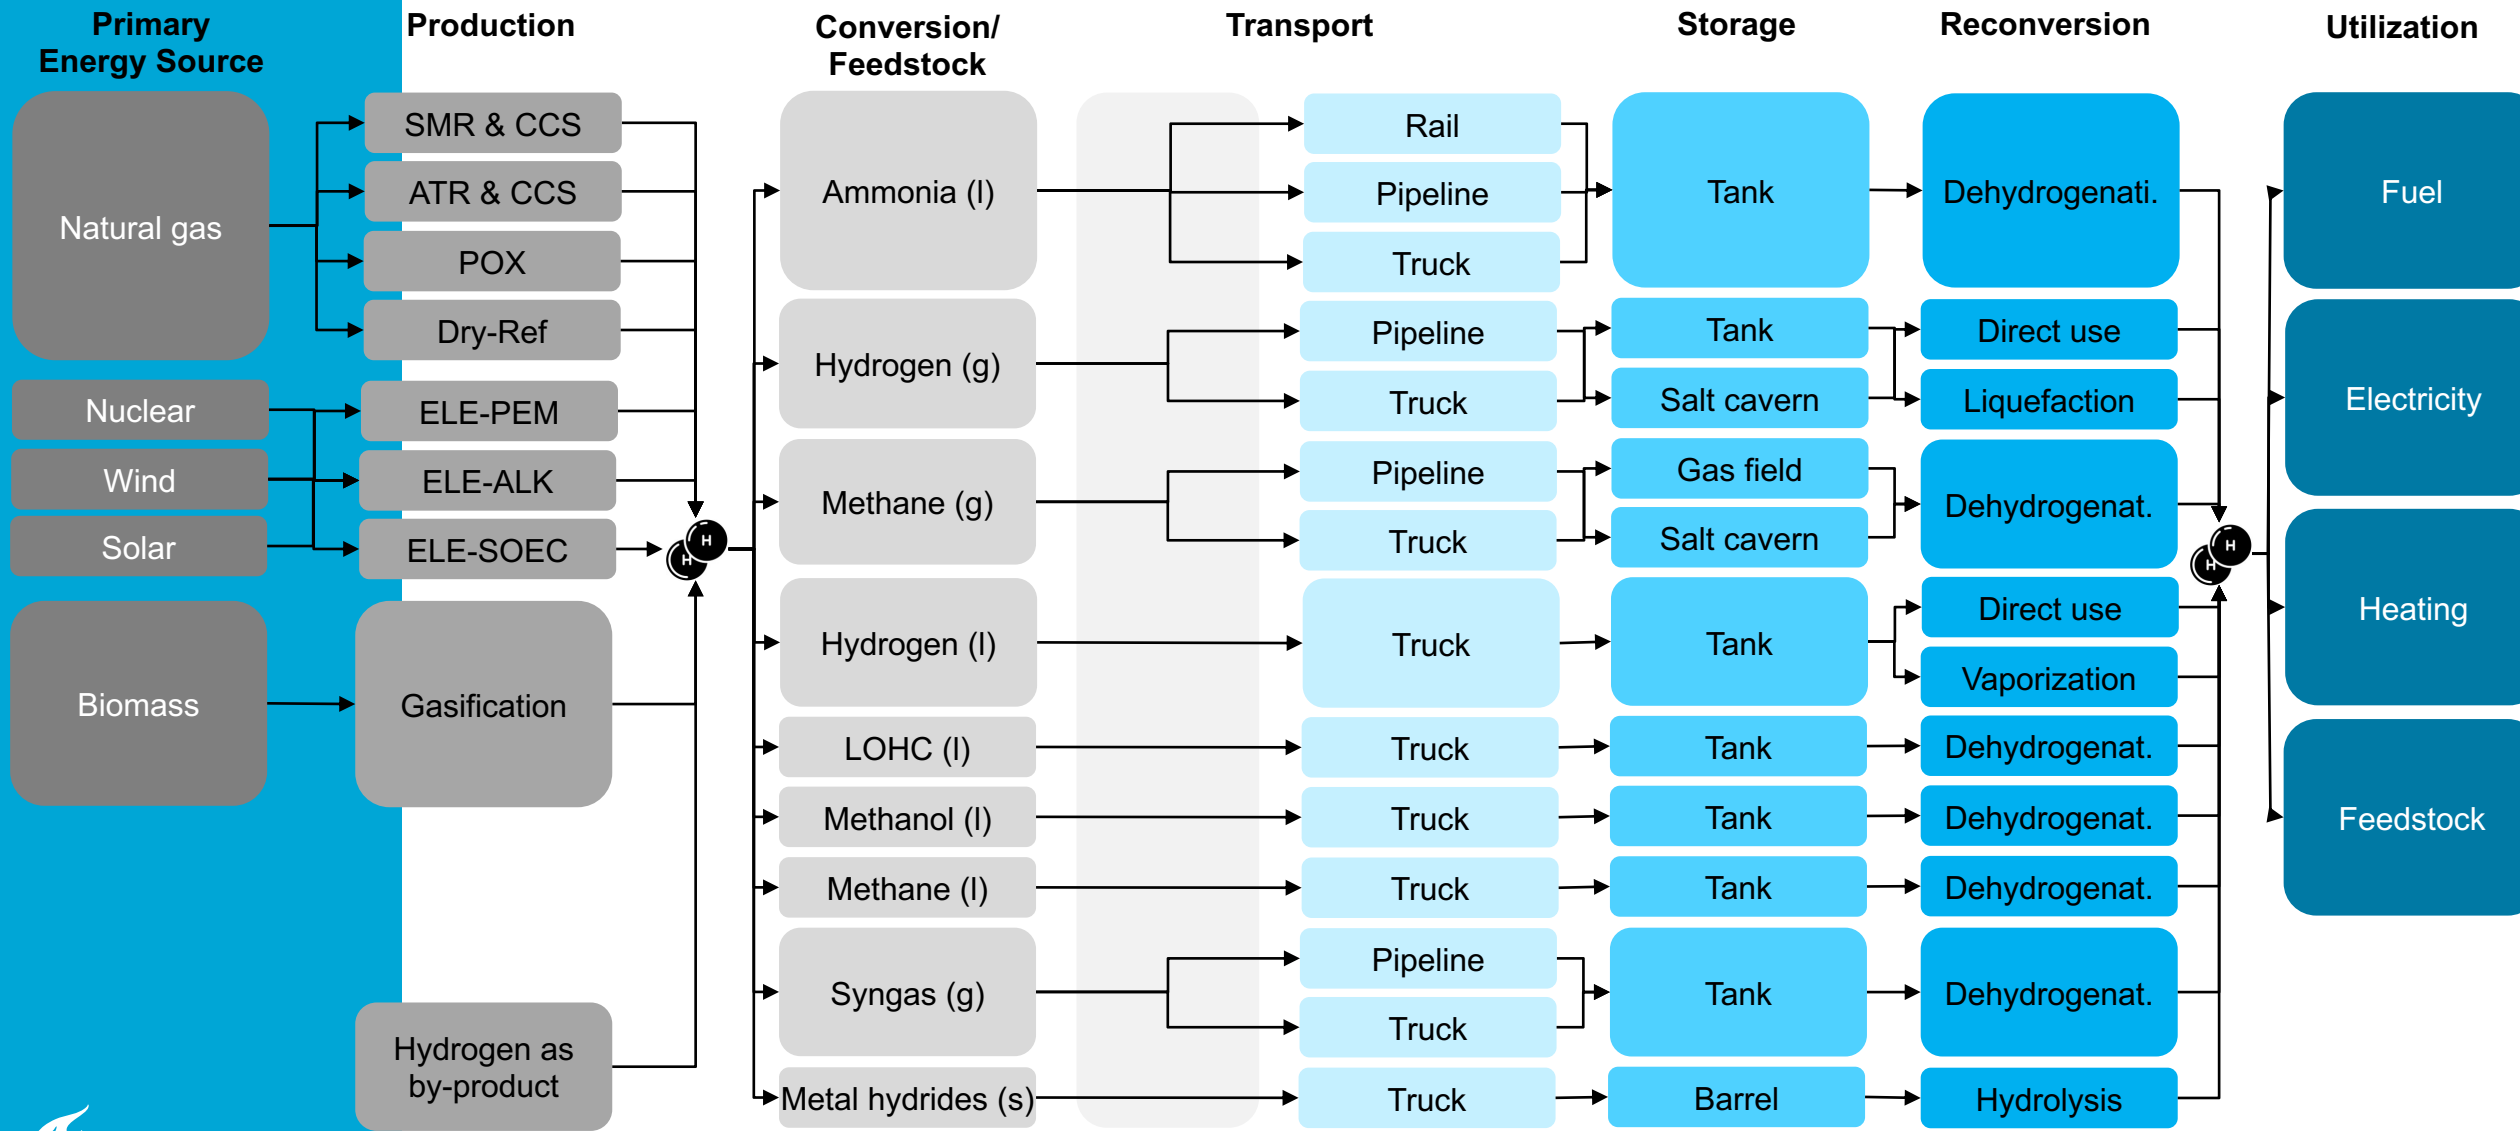 Primary
Energy Source
Production
Conversion/
Feedstock
Transport
Storage
Reconversion
Utilization
Natural gas
Nuclear
Wind
Solar
Biomass
SMR & CCS
ATR & CCS
POX
Dry-Ref
ELE-PEM
ELE-ALK
ELE-SOEC
Gasification
Hydrogen as
by-product
H
H
Ammonia (l)
Rail
Pipeline
Truck
Tank
Dehydrogenati.
Hydrogen (g)
Pipeline
Truck
Tank
Salt cavern
Direct use
Liquefaction
Methane (g)
Pipeline
Truck
Gas field
Salt cavern
Dehydrogenat.
Hydrogen (l)
Truck
Tank
Direct use
Vaporization
LOHC (l)
Truck
Tank
Dehydrogenat.
Methanol (l)
Truck
Tank
Dehydrogenat.
Methane (l)
Truck
Tank
Dehydrogenat.
Syngas (g)
Pipeline
Truck
Tank
Dehydrogenat.
Metal hydrides (s)
Truck
Barrel
Hydrolysis
H
H
Fuel
Electricity
Heating
Feedstock